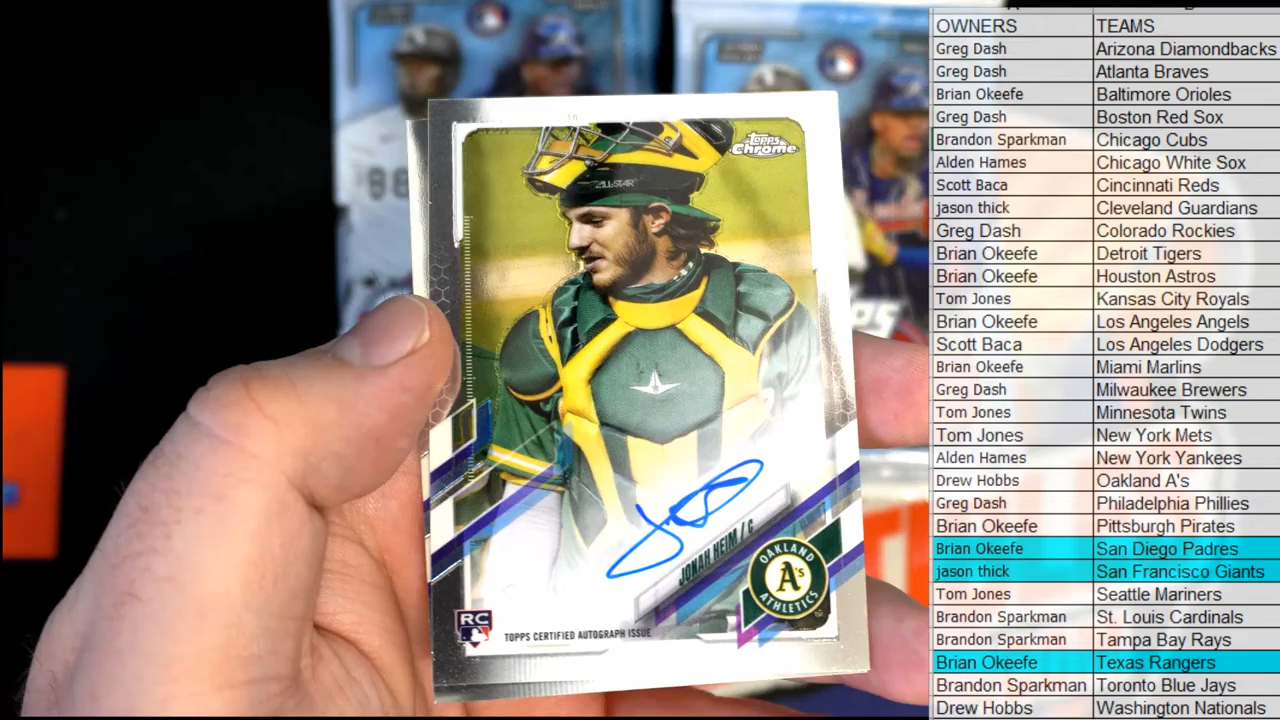 Topps
Chrome
ALL-STAR
JONAH HEIM / C
OAKLAND
A's
ATHLETICS
RC
TOPPS CERTIFIED AUTOGRAPH ISSUE
OWNERS TEAMS
Greg Dash Arizona Diamondbacks
Greg Dash Atlanta Braves
Brian Okeefe Baltimore Orioles
Greg Dash Boston Red Sox
Brandon Sparkman Chicago Cubs
Alden Hames Chicago White Sox
Scott Baca Cincinnati Reds
jason thick Cleveland Guardians
Greg Dash Colorado Rockies
Brian Okeefe Detroit Tigers
Brian Okeefe Houston Astros
Tom Jones Kansas City Royals
Brian Okeefe Los Angeles Angels
Scott Baca Los Angeles Dodgers
Brian Okeefe Miami Marlins
Greg Dash Milwaukee Brewers
Tom Jones Minnesota Twins
Tom Jones New York Mets
Alden Hames New York Yankees
Drew Hobbs Oakland A's
Greg Dash Philadelphia Phillies
Brian Okeefe Pittsburgh Pirates
Brian Okeefe San Diego Padres
jason thick San Francisco Giants
Tom Jones Seattle Mariners
Brandon Sparkman St. Louis Cardinals
Brandon Sparkman Tampa Bay Rays
Brian Okeefe Texas Rangers
Brandon Sparkman Toronto Blue Jays
Drew Hobbs Washington Nationals